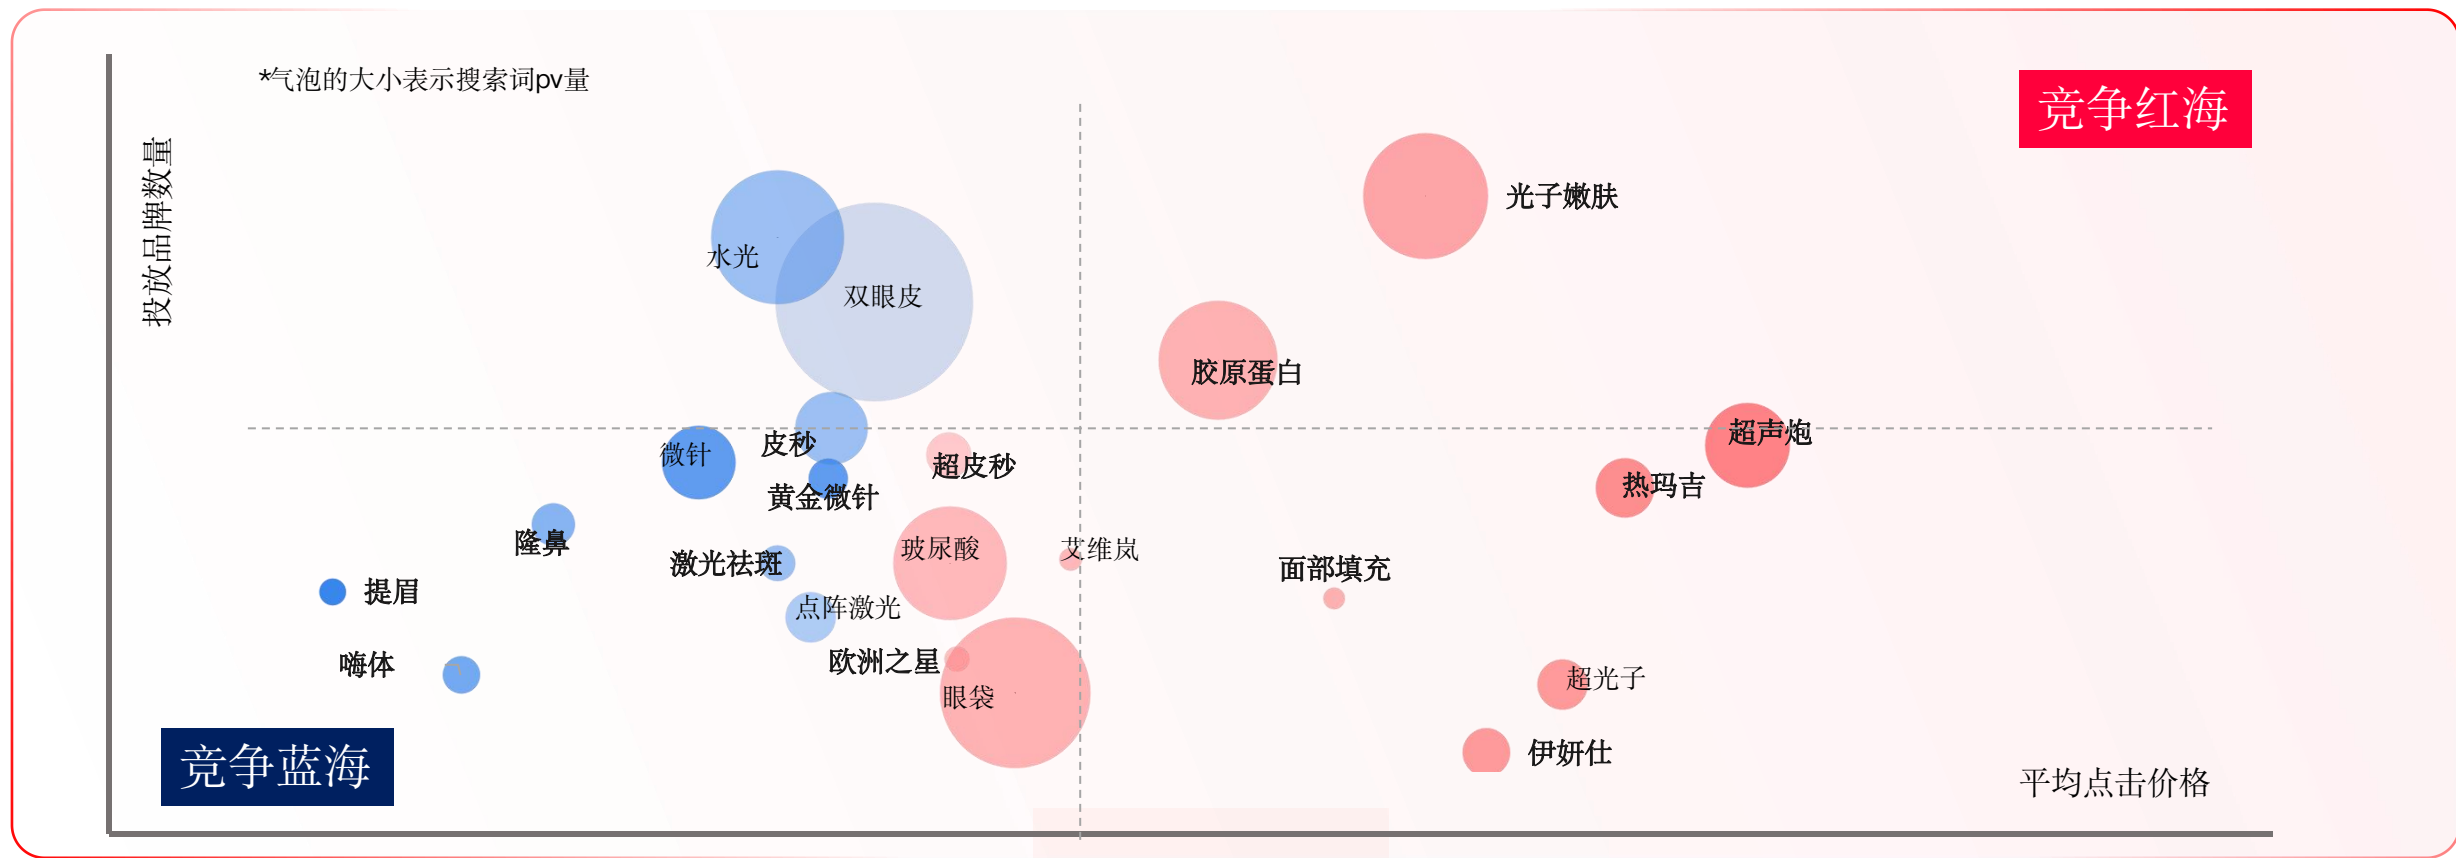 *气泡的大小表示搜索词pv量
竞争红海
投放品牌数量
光子嫩肤
水光
双眼皮
胶原蛋白
超声炮
皮秒
微针
超皮秒
热玛吉
黄金微针
隆鼻
玻尿酸
艾维岚
激光祛斑
面部填充
提眉
点阵激光
欧洲之星
嗨体
超光子
眼袋
伊妍仕
竞争蓝海
平均点击价格